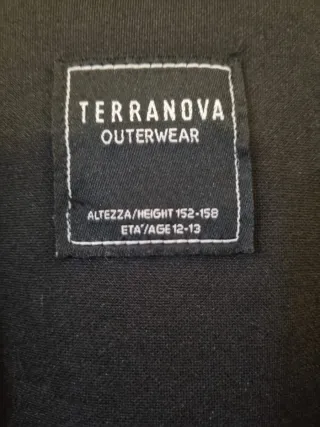 TERRANOVA
OUTERWEAR
ALTEZZA/HEIGHT 152-158
ETA'/AGE 12-13